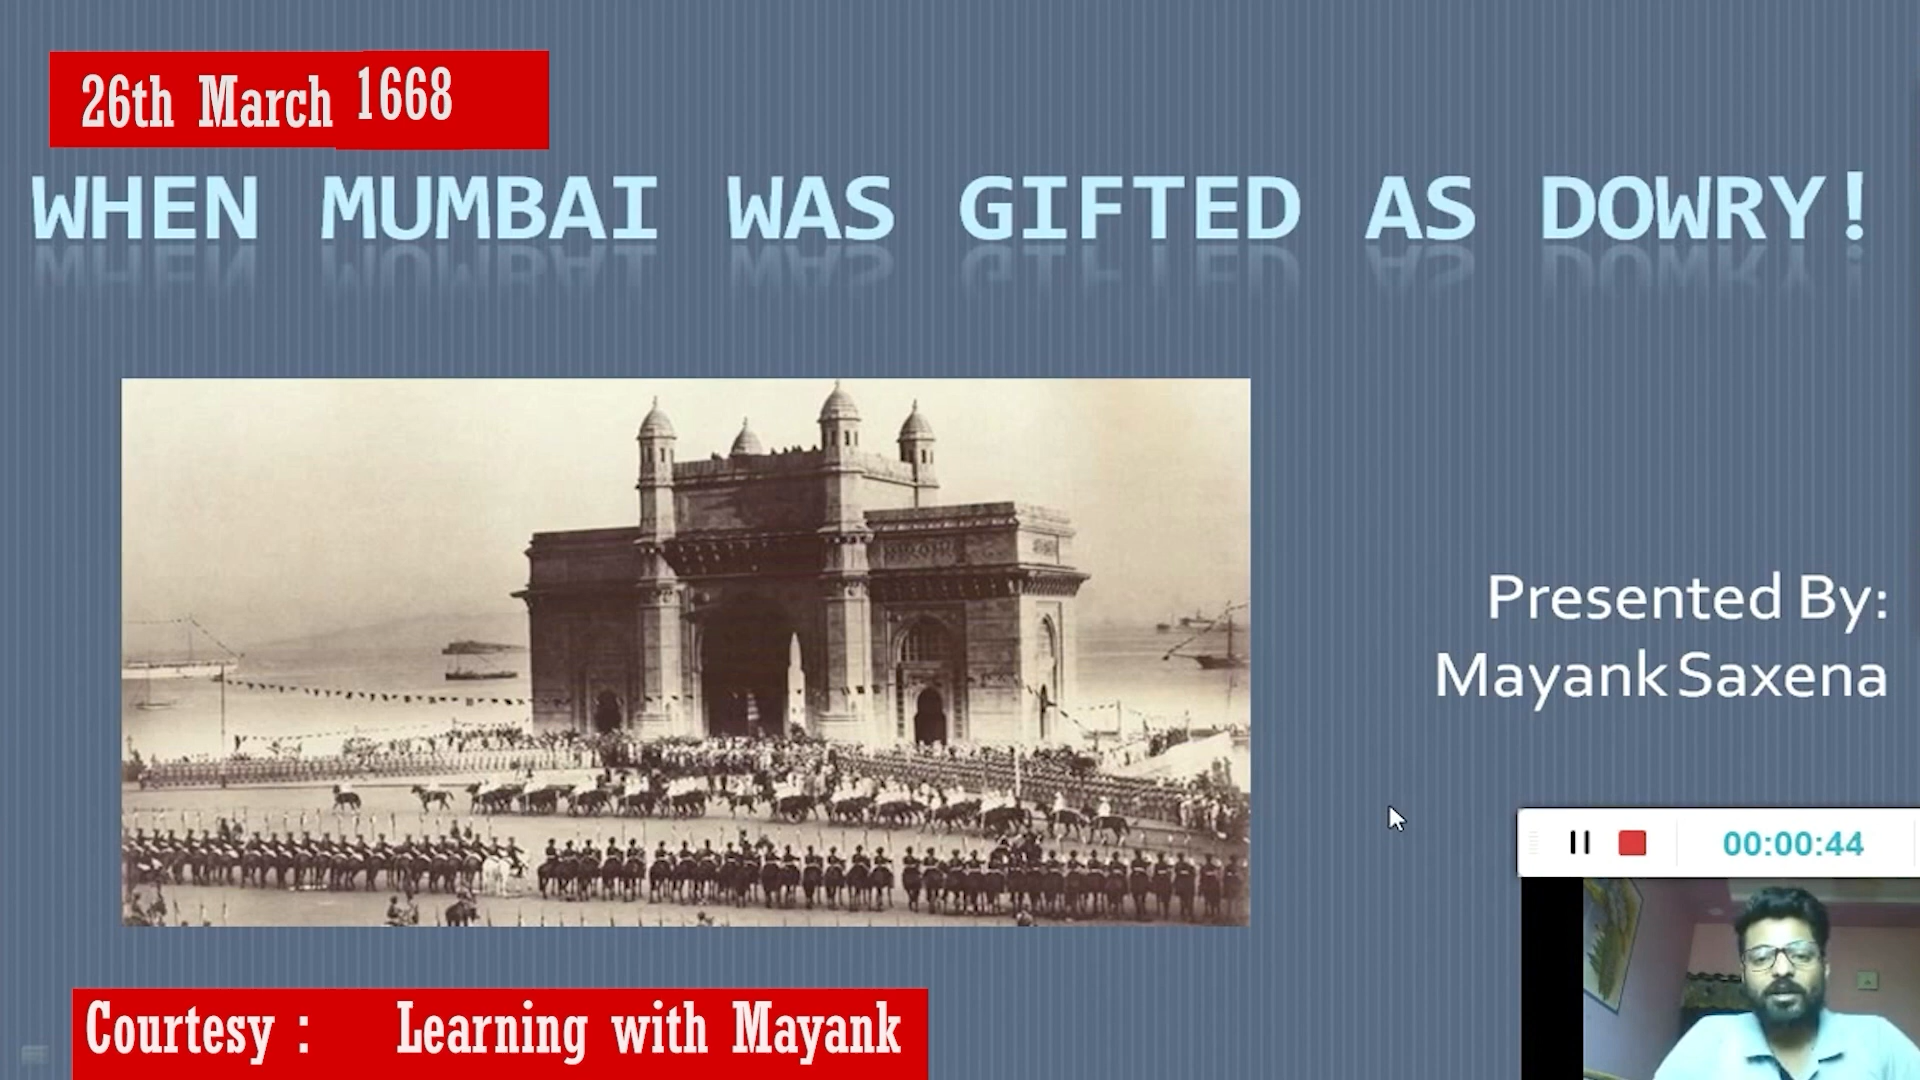 26th March 1668
WHEN MUMBAI WAS GIFTED AS DOWRY!
Presented By:
Mayank Saxena
00:00:44
Courtesy : Learning with Mayank